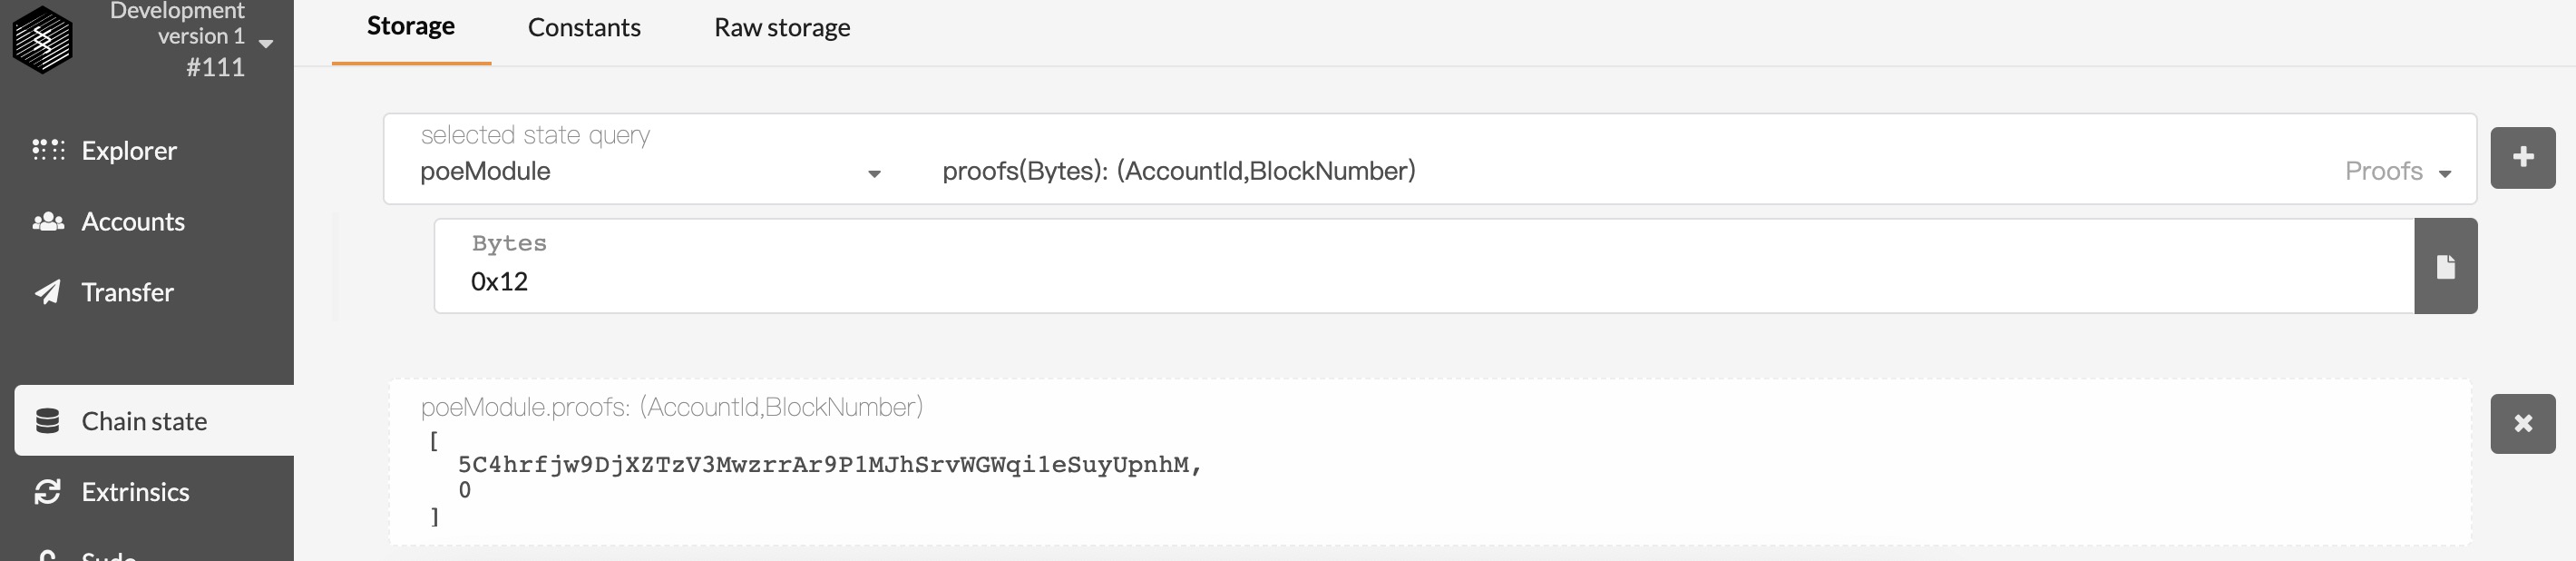 Development
version 1
#111
Storage
Constants
Raw storage
Explorer
Accounts
Transfer
Chain state
Extrinsics
Sudo
selected state query
poeModule
proofs(Bytes): (AccountId,BlockNumber)
Proofs
Bytes
0x12
poeModule.proofs: (AccountId,BlockNumber)
[
5C4hrfjw9DjXZTzV3MwzrrAr9P1MJhSrvWGWqi1eSuyUpnhM,
0
]